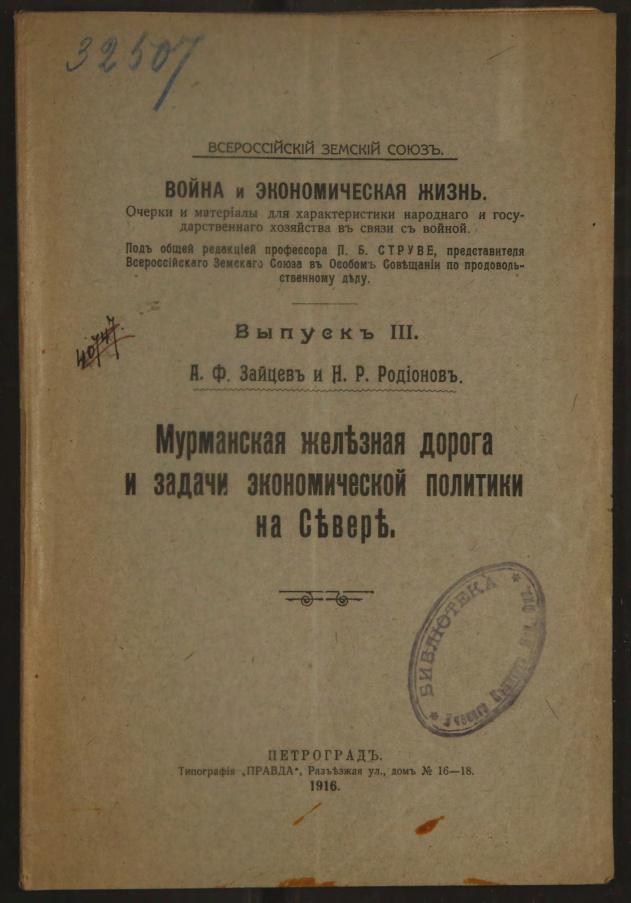 32507
ВСЕРОССІЙСКІЙ ЗЕМСКІЙ СОЮЗЪ.
ВОЙНА и ЭКОНОМИЧЕСКАЯ ЖИЗНЬ.
Очерки и матеріалы для характеристики народнаго и госу-
дарственнаго хозяйства въ связи съ войной.
Подъ общей редакціей профессора П. Б. СТРУВЕ, представителя
Всероссійскаго Земскаго Союза въ Особомъ Совѣщаніи по продоволь-
ственному дѣлу.
Выпускъ III.
40747.
А. Ф. Зайцевъ и Н. Р. Родіоновъ.
Мурманская желѣзная дорога
и задачи экономической политики
на Сѣверѣ.
* БИБЛІОТЕКА *
ПЕТРОГРАДЪ.
Типографія „ПРАВДА“, Разъѣзжая ул., домъ № 16—18.
1916.